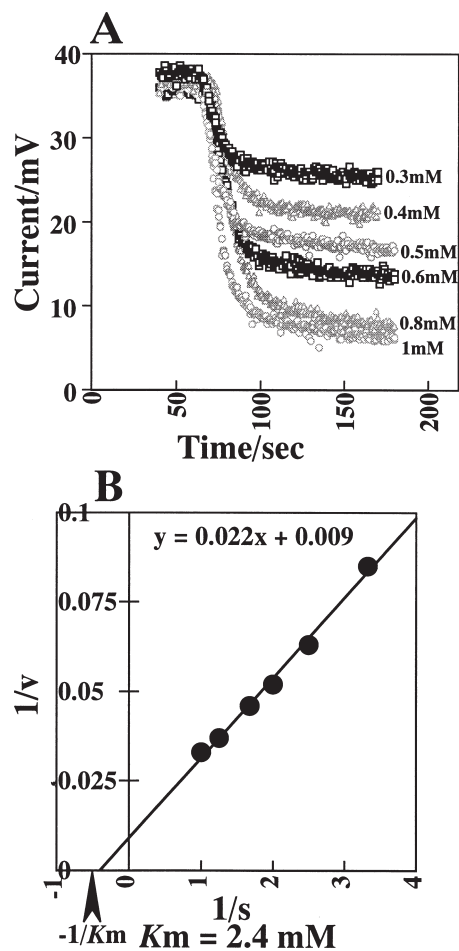 A
Current/mV
40
30
20
10
0
0.3mM
0.4mM
0.5mM
0.6mM
0.8mM
1mM
0 50 100 150 200
Time/sec
B
y = 0.022x + 0.009
1/v
0.1
0.075
0.05
0.025
0
-1 0 1 2 3 4
1/s
-1/Km Km = 2.4 mM